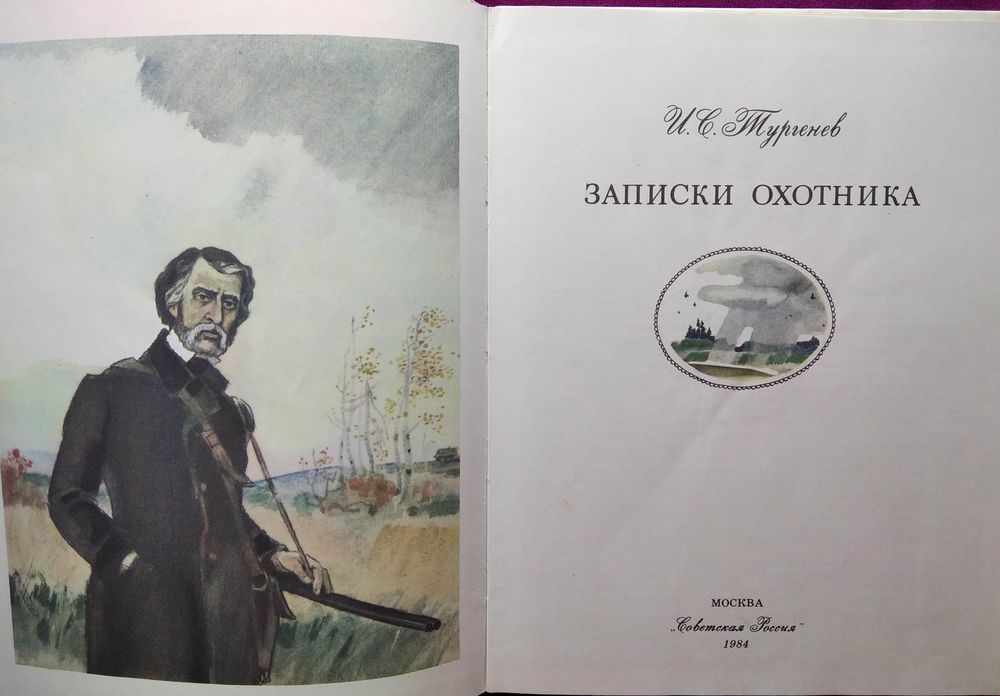 И. С. Тургенев
ЗАПИСКИ ОХОТНИКА
МОСКВА
„Советская Россия"
1984